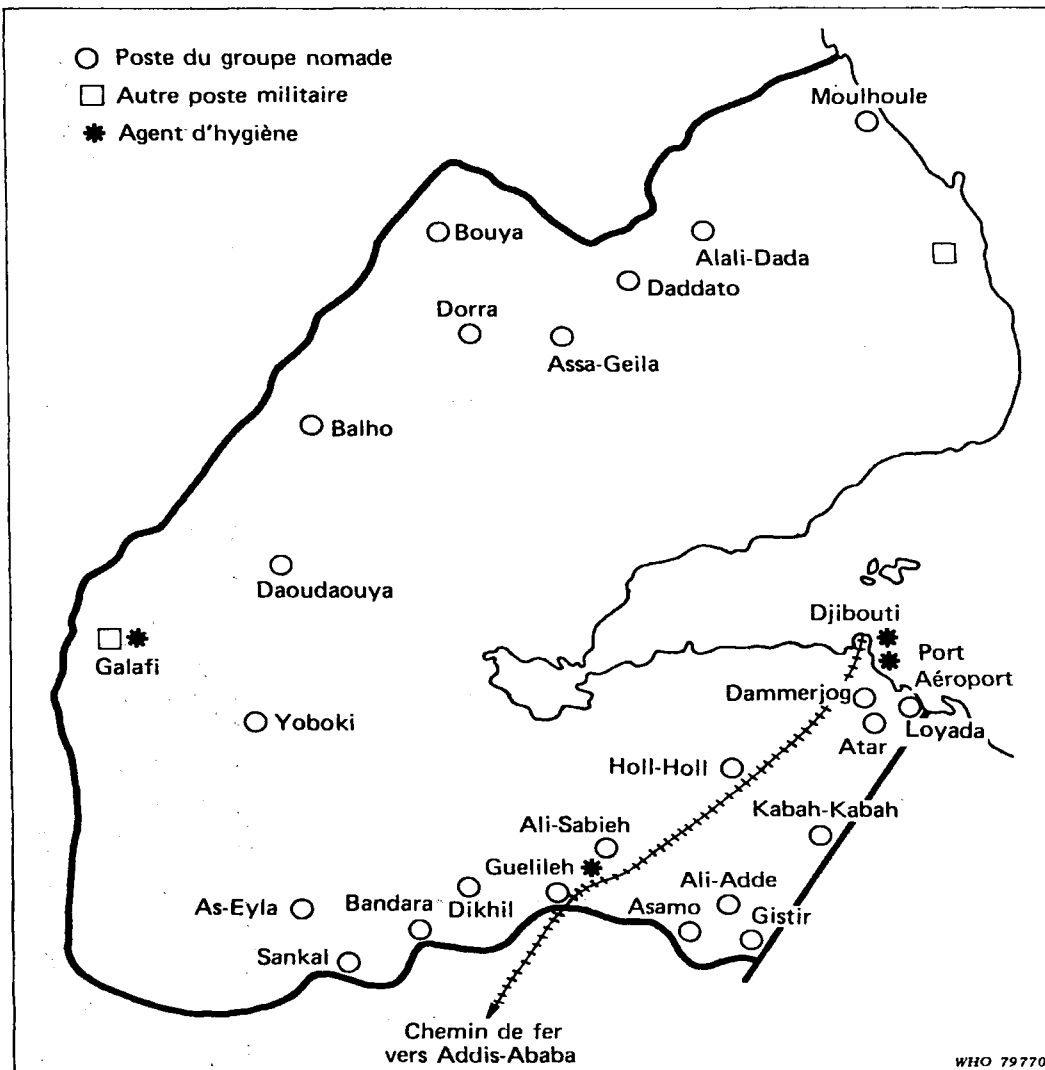 Poste du groupe nomade
Autre poste militaire
Agent d'hygiène
Moulhoule
Bouya
Alali-Dada
Daddato
Dorra
Assa-Geila
Balho
Daoudaouya
Djibouti
Galafi
Port
Aéroport
Dammerjog
Yoboki
Loyada
Atar
Holl-Holl
Kabah-Kabah
Ali-Sabieh
Guelileh
Ali-Adde
As-Eyla
Bandara
Dikhil
Asamo
Gistir
Sankal
Chemin de fer
vers Addis-Ababa
WHO 79770